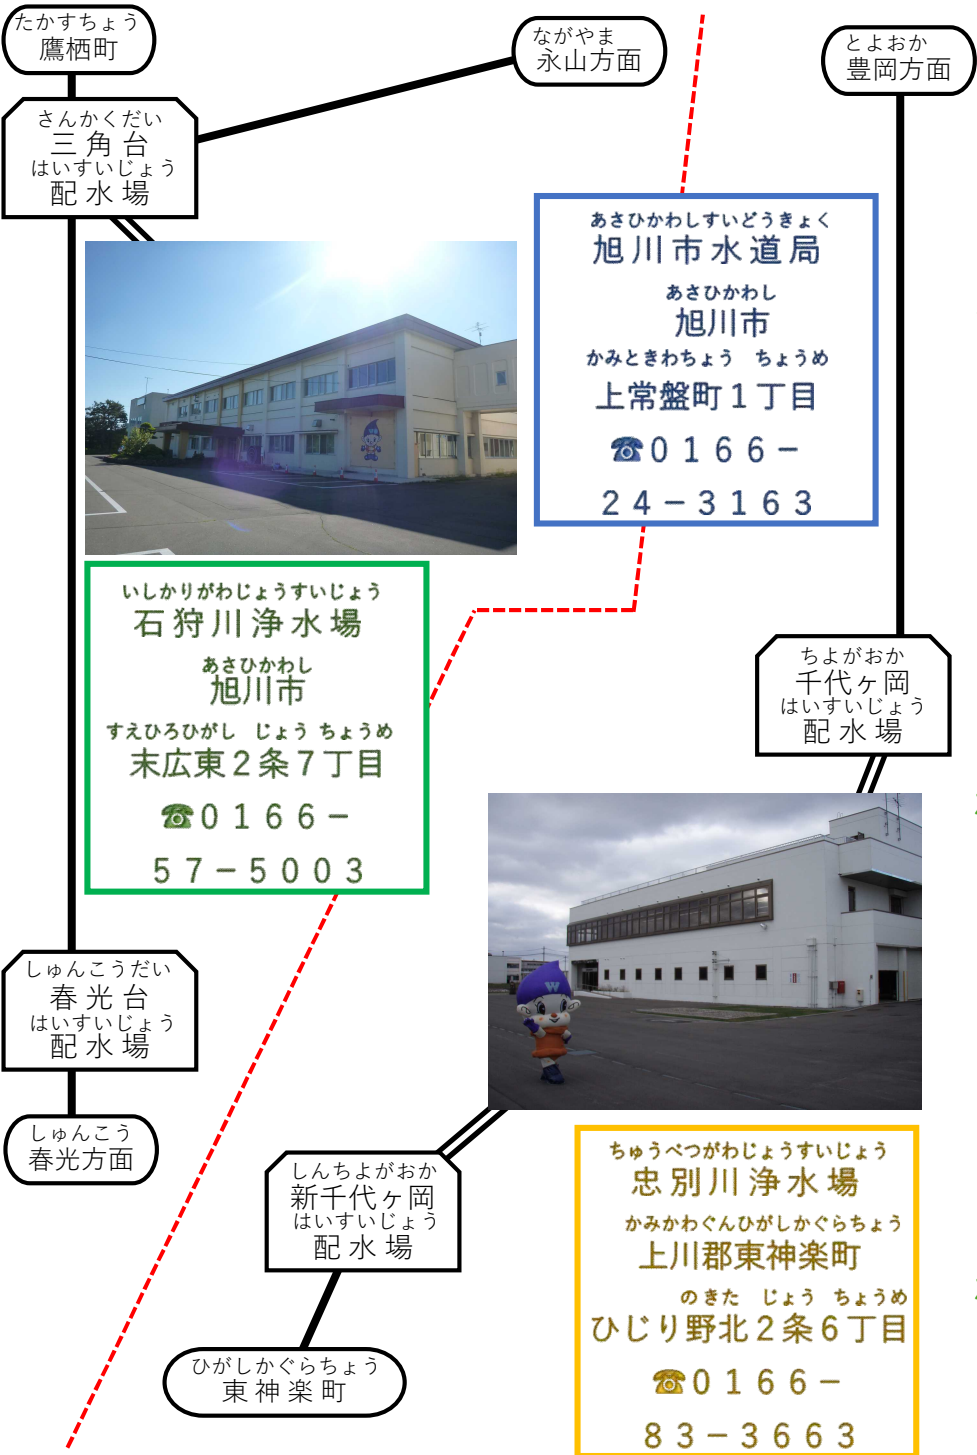 たかすちょう
鷹栖町
ながやま
永山方面
とよおか
豊岡方面
さんかくだい
三角台
はいすいじょう
配水場
あさひかわしすいどうきょく
旭川市水道局
あさひかわし
旭川市
かみときわちょう ちょうめ
上常盤町１丁目
☎０１６６－
２４－３１６３
いしかりがわじょうすいじょう
石狩川浄水場
あさひかわし
旭川市
すえひろひがし じょう ちょうめ
末広東２条７丁目
☎０１６６－
５７－５００３
ちよがおか
千代ヶ岡
はいすいじょう
配水場
しゅんこうだい
春光台
はいすいじょう
配水場
しゅんこう
春光方面
W
しんちよがおか
新千代ヶ岡
はいすいじょう
配水場
ひがしかぐらちょう
東神楽町
ちゅうべつがわじょうすいじょう
忠別川浄水場
かみかわぐんひがしかぐらちょう
上川郡東神楽町
のきた じょう ちょうめ
ひじり野北２条６丁目
☎０１６６－
８３－３６６３